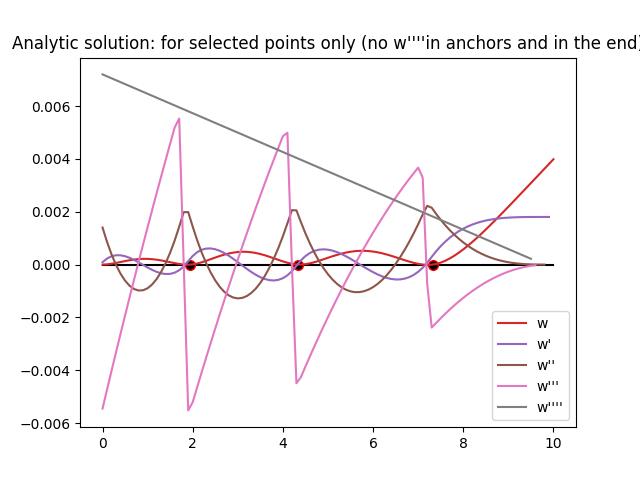 Analytic solution: for selected points only (no w''''in anchors and in the end)
0.006
0.004
0.002
0.000
−0.002
−0.004
−0.006
0
2
4
6
8
10
w
w'
w''
w'''
w''''